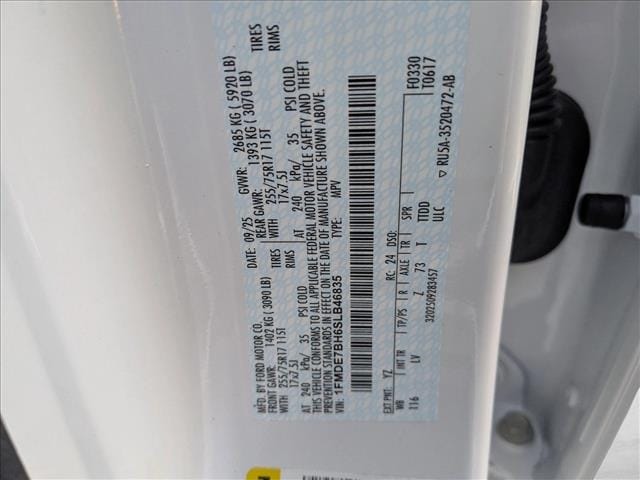 MFD. BY FORD MOTOR CO.
DATE: 09/25 GVWR: 2685 KG ( 5920 LB)
FRONT GAWR: 1402 KG ( 3090 LB) REAR GAWR: 1393 KG ( 3070 LB)
WITH 255/75R17 115T TIRES WITH 255/75R17 115T TIRES
17x7.5J RIMS 17x7.5J RIMS
AT 240 kPa/ 35 PSI COLD AT 240 kPa/ 35 PSI COLD
THIS VEHICLE CONFORMS TO ALL APPLICABLE FEDERAL MOTOR VEHICLE SAFETY AND THEFT
PREVENTION STANDARDS IN EFFECT ON THE DATE OF MANUFACTURE SHOWN ABOVE.
VIN: 1FMDE7BH6SLB46835 TYPE: MPV
F0330
T0617
EXT PNT: YZ RC: 24 DSO:
WB INT TR TP/PS R AXLE TR SPR
116 LV Z 73 T TTDD
ULC
3202509283457 ▽ RU5A-3520472-AB